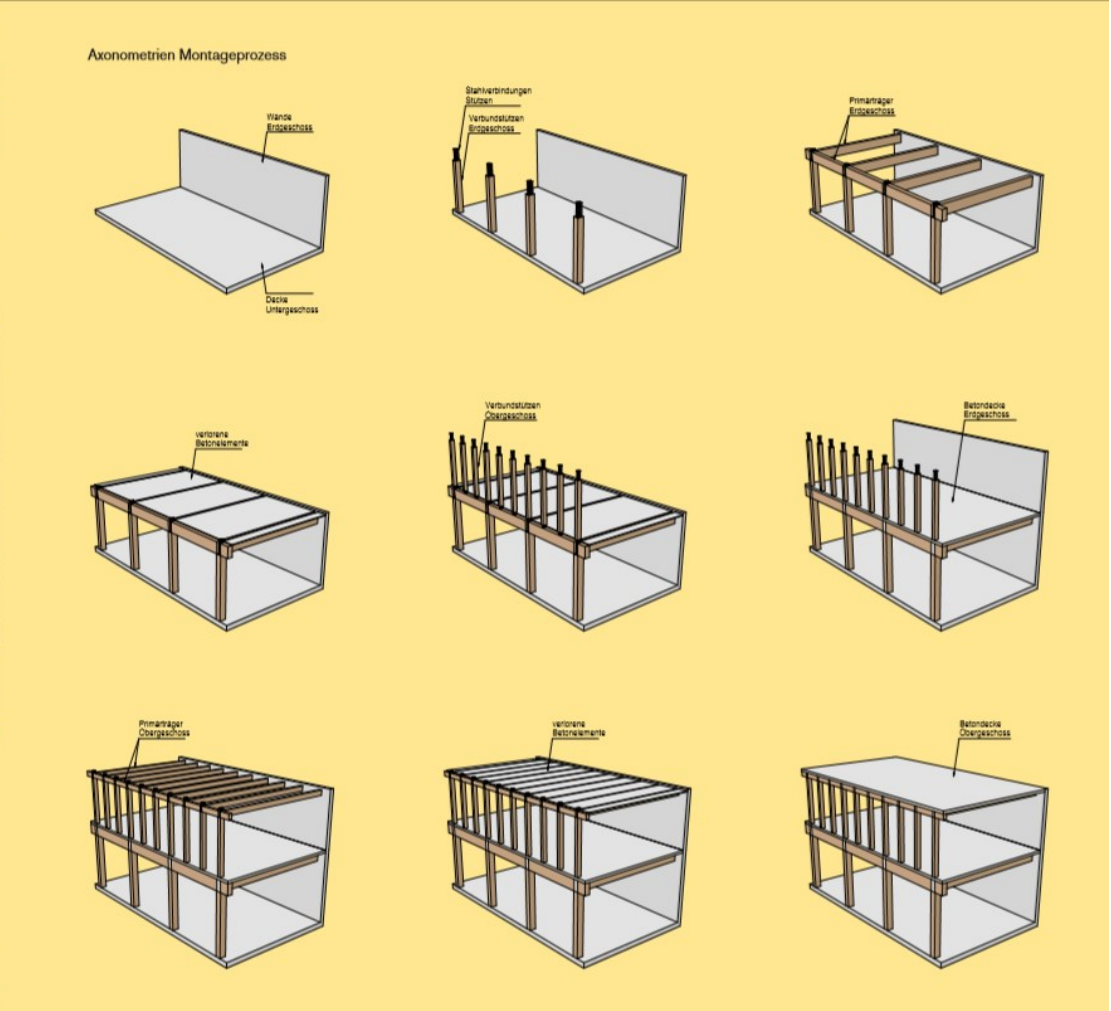 Axonometrien Montageprozess
Wände
Erdgeschoss
Decke
Untergeschoss
Stahlverbindungen
Stützen
Verbundstützen
Erdgeschoss
Primärträger
Erdgeschoss
verlorene
Betonelemente
Verbundstützen
Obergeschoss
Betondecke
Erdgeschoss
Primärträger
Obergeschoss
verlorene
Betonelemente
Betondecke
Obergeschoss